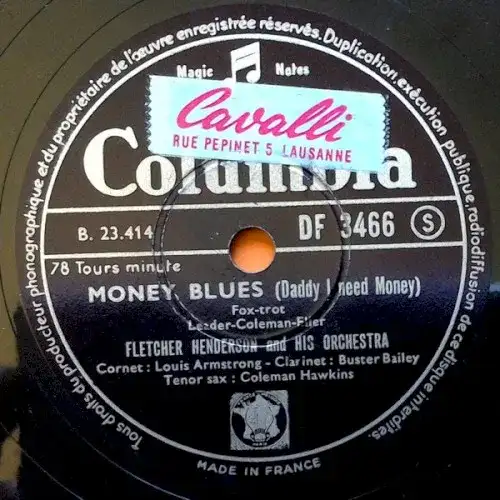 Tous droits du producteur phonographique et du propriétaire de l'œuvre enregistrée réservés. Duplication, exécution publique, radiodiffusion de ce disque interdites.
Magic Notes
Cavalli
RUE PEPINET 5 LAUSANNE
Columbia
B. 23.414
DF 3466 S
78 Tours minute
MONEY BLUES (Daddy I need Money)
Fox-trot
Leader-Coleman-Flier
FLETCHER HENDERSON and HIS ORCHESTRA
Cornet : Louis Armstrong - Clarinet : Buster Bailey
Tenor sax : Coleman Hawkins
MADE IN FRANCE